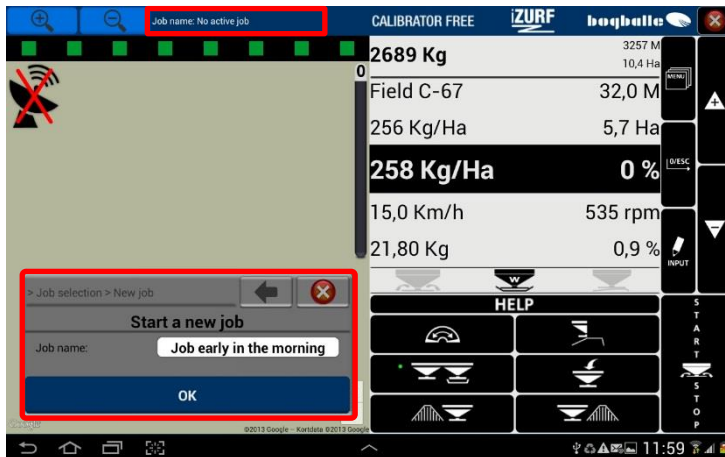 Job name: No active job
CALIBRATOR FREE
iZURF
bogballe
0
2689 Kg
3257 M
10,4 Ha
MENU
Field C-67
32,0 M
256 Kg/Ha
5,7 Ha
258 Kg/Ha
0 %
I0/ESC
15,0 Km/h
535 rpm
21,80 Kg
0,9 %
INPUT
W
HELP
START
STOP
> Job selection > New job
Start a new job
Job name:
Job early in the morning
OK
©2013 Google - Kortdata ©2013 Google
11:59